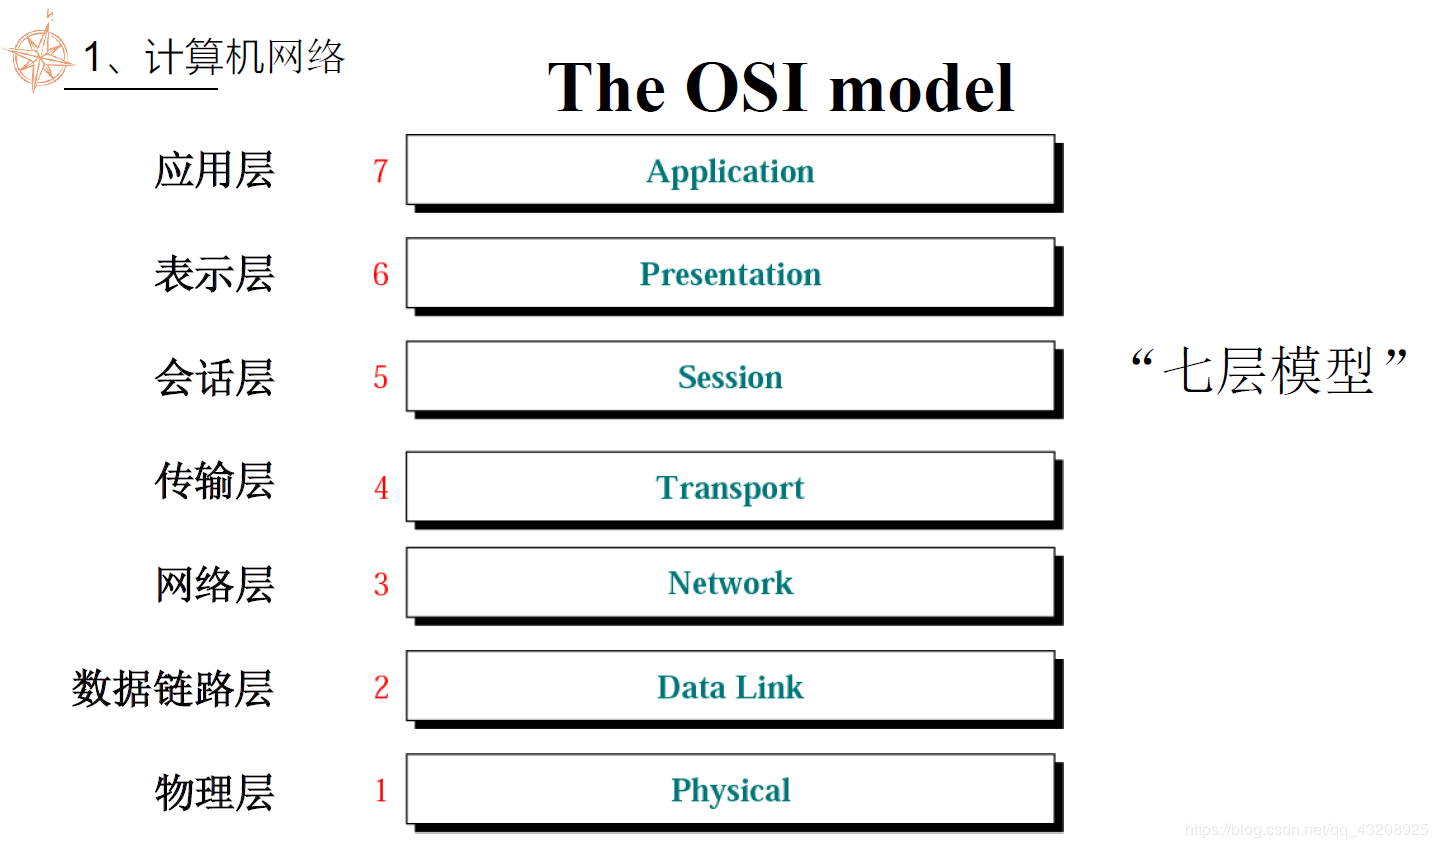 1、计算机网络
The OSI model
应用层 7 Application
表示层 6 Presentation
会话层 5 Session
“七层模型”
传输层 4 Transport
网络层 3 Network
数据链路层 2 Data Link
物理层 1 Physical
https://blog.csdn.net/qq_43208925